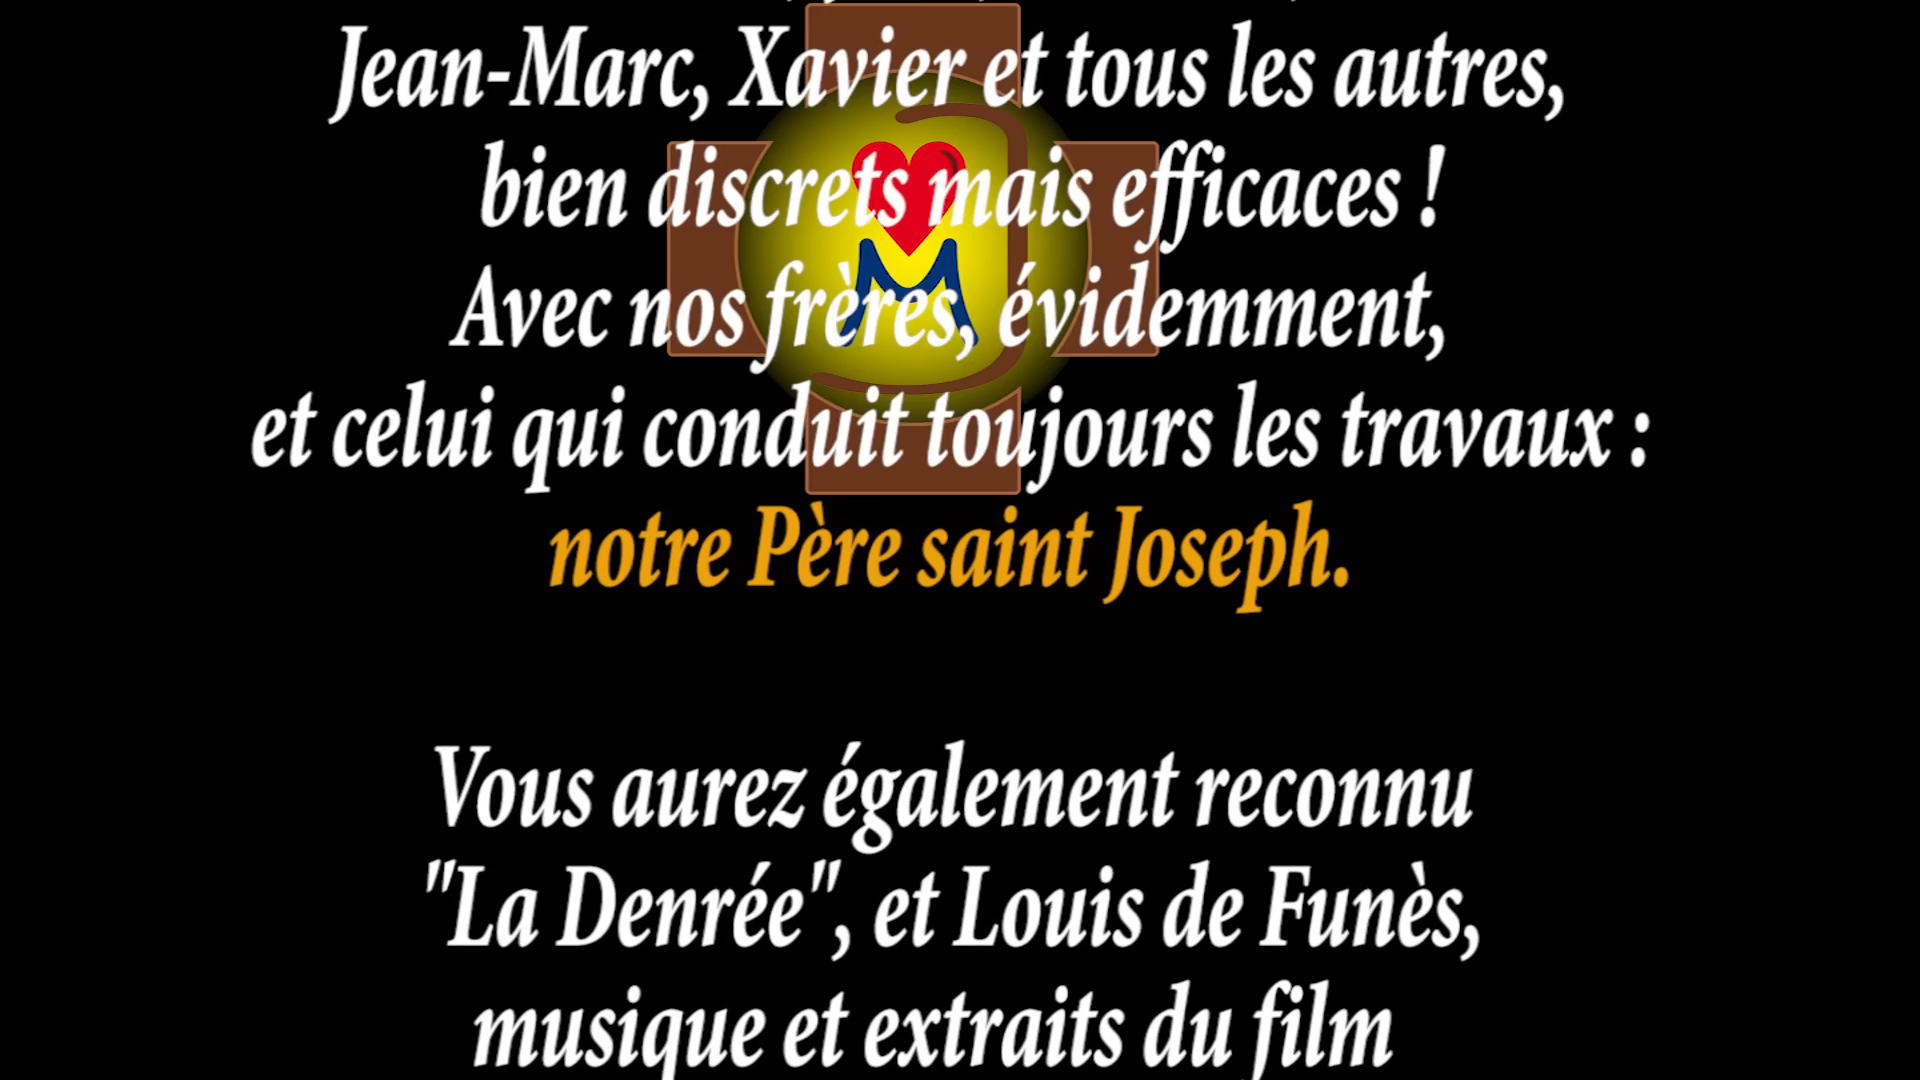 Jean-Marc, Xavier et tous les autres,
bien discrets mais efficaces !
Avec nos frères, évidemment,
et celui qui conduit toujours les travaux :
notre Père saint Joseph.
Vous aurez également reconnu
"La Denrée", et Louis de Funès,
musique et extraits du film